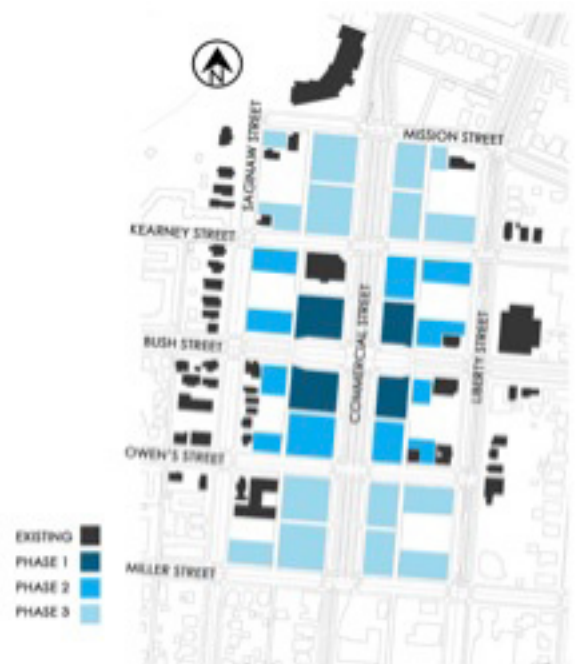 N
MISSION STREET
SAGINAW STREET
KEARNEY STREET
COMMERCIAL STREET
LIBERTY STREET
BUSH STREET
OWEN'S STREET
MILLER STREET
EXISTING
PHASE 1
PHASE 2
PHASE 3